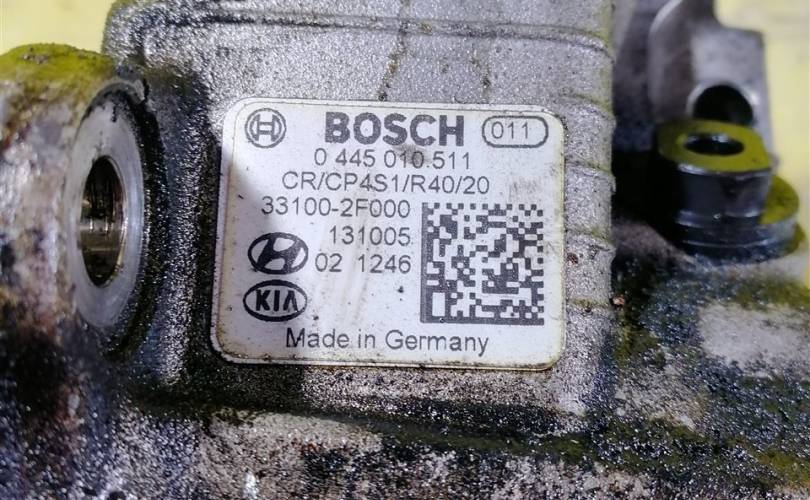 BOSCH 011
0 445 010 511
CR/CP4S1/R40/20
33100-2F000
131005
02 1246
KIA
Made in Germany